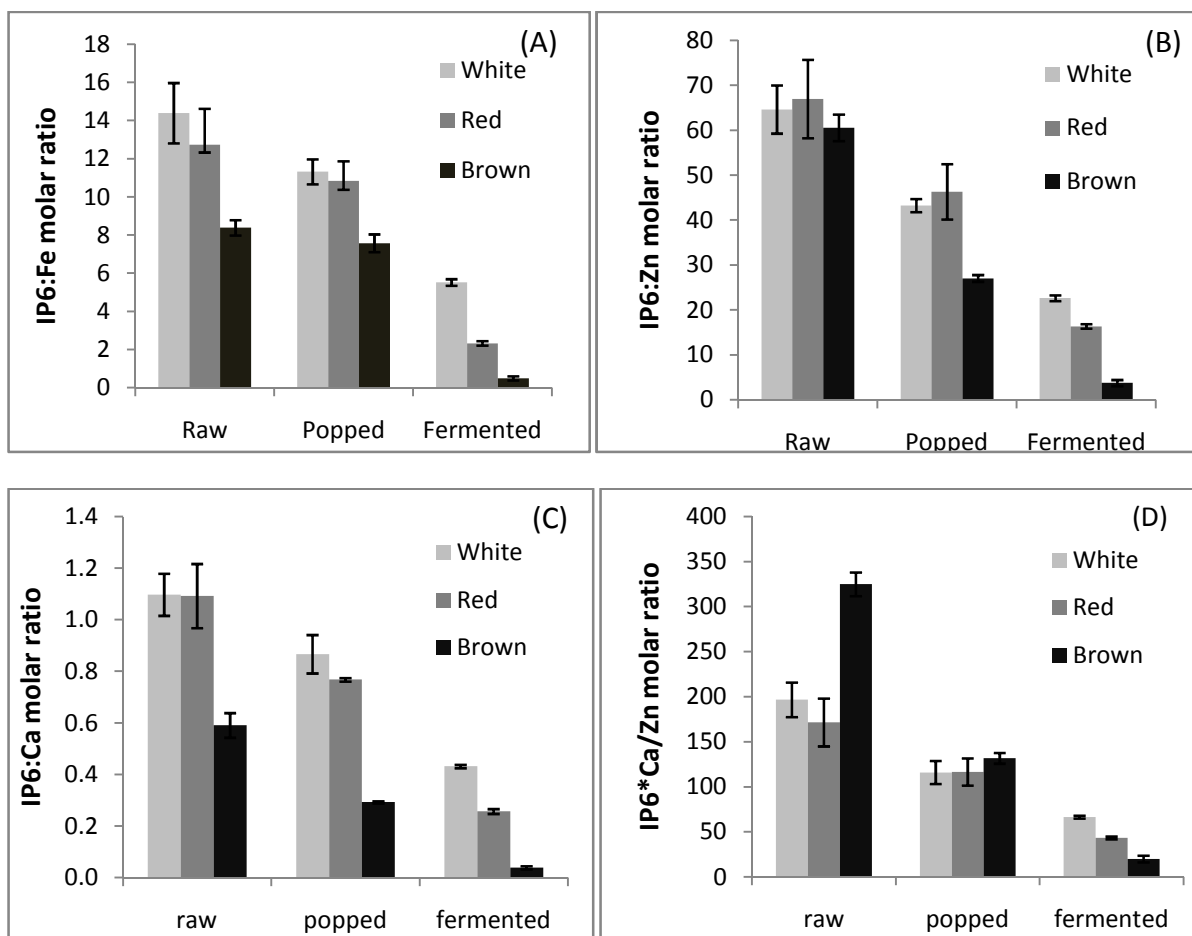 (A)
IP6:Fe molar ratio
18
16
14
12
10
8
6
4
2
0
White
Red
Brown
Raw Popped Fermented
(B)
IP6:Zn molar ratio
80
70
60
50
40
30
20
10
0
White
Red
Brown
Raw Popped Fermented
(C)
IP6:Ca molar ratio
1.4
1.2
1.0
0.8
0.6
0.4
0.2
0.0
White
Red
Brown
raw popped fermented
(D)
IP6*Ca/Zn molar ratio
400
350
300
250
200
150
100
50
0
White
Red
Brown
raw popped fermented